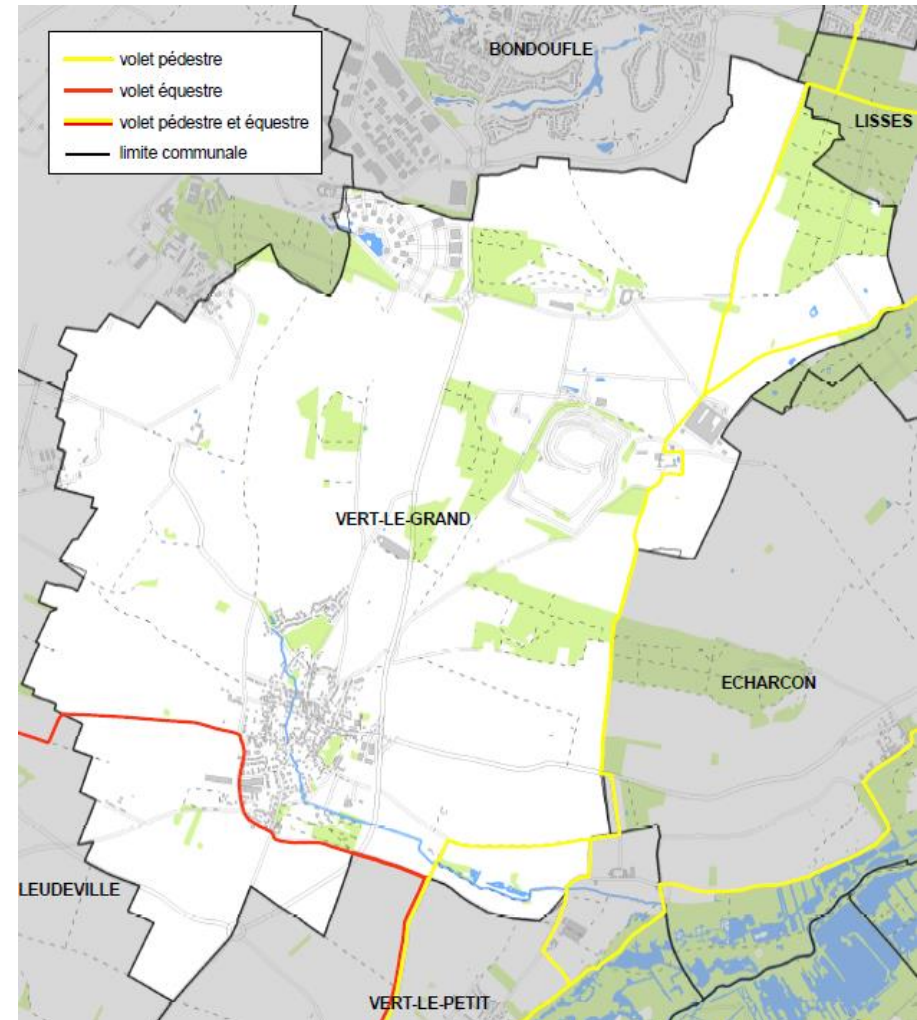 volet pédestre
volet équestre
volet pédestre et équestre
limite communale
BONDOUFLE
LISSES
VERT-LE-GRAND
ECHARCON
LEUDEVILLE
VERT-LE-PETIT